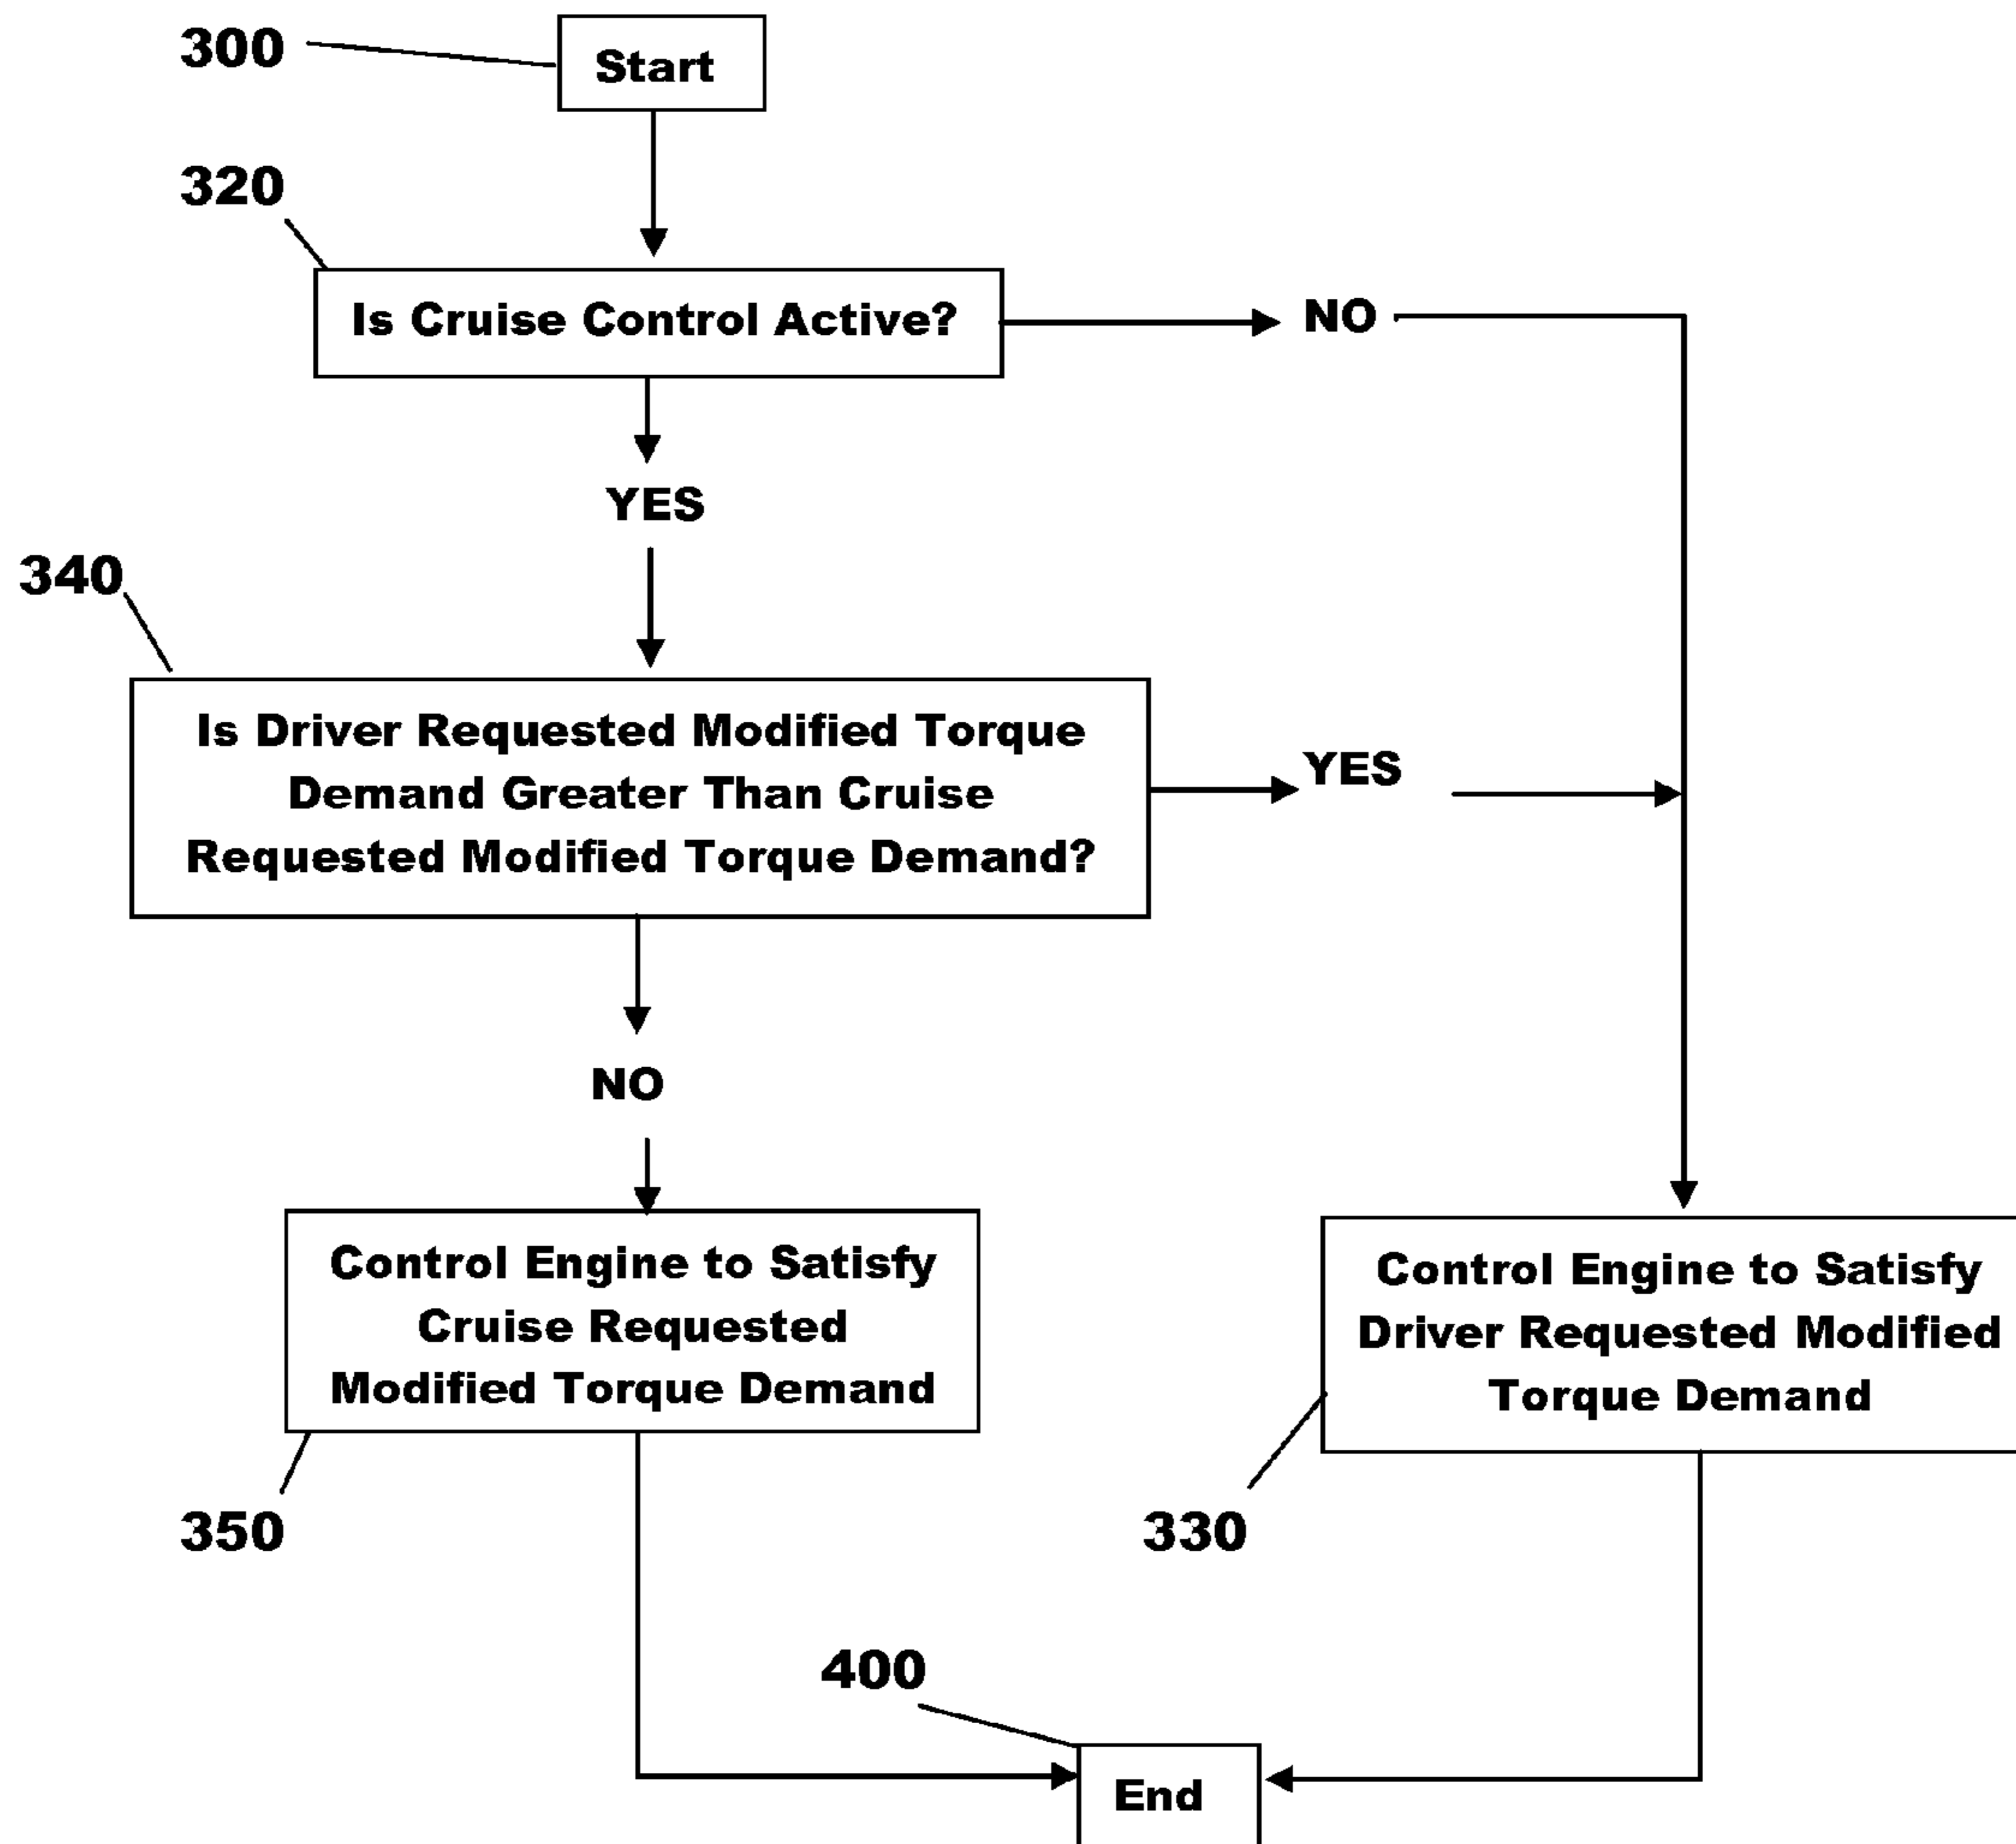 300
Start
320
Is Cruise Control Active?
NO
YES
340
Is Driver Requested Modified Torque
Demand Greater Than Cruise
Requested Modified Torque Demand?
YES
NO
Control Engine to Satisfy
Cruise Requested
Modified Torque Demand
Control Engine to Satisfy
Driver Requested Modified
Torque Demand
350
330
400
End